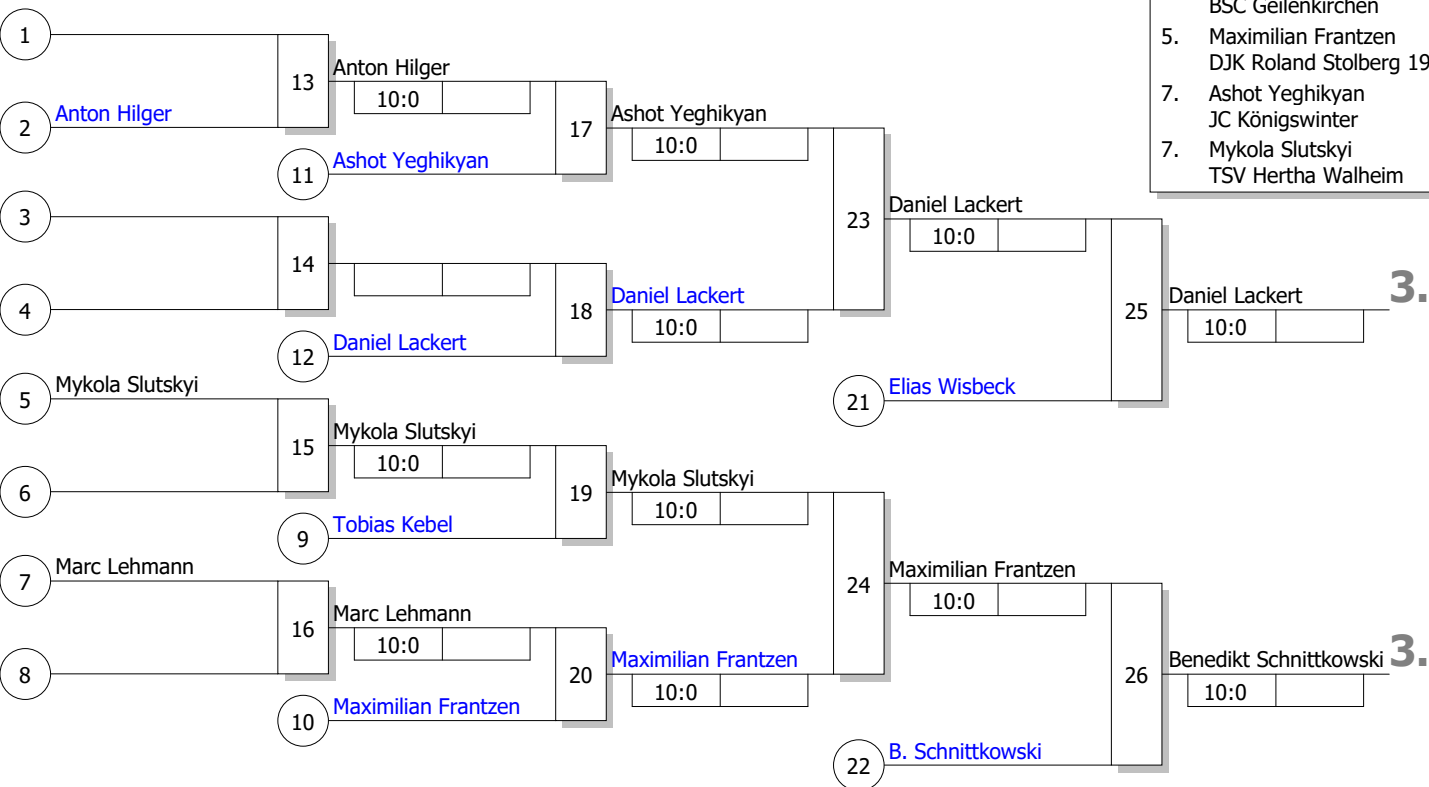 BSC Geilenkirchen
5. Maximilian Frantzen
DJK Roland Stolberg 19
7. Ashot Yeghikyan
JC Königswinter
7. Mykola Slutskyi
TSV Hertha Walheim
1
13
Anton Hilger
10:0
2
Anton Hilger
17
Ashot Yeghikyan
10:0
11
Ashot Yeghikyan
3
14
4
18
Daniel Lackert
10:0
12
Daniel Lackert
23
Daniel Lackert
10:0
25
Daniel Lackert
10:0
3.
21
Elias Wisbeck
5
Mykola Slutskyi
15
Mykola Slutskyi
10:0
6
19
Mykola Slutskyi
10:0
9
Tobias Kebel
7
Marc Lehmann
16
Marc Lehmann
10:0
8
20
Maximilian Frantzen
10:0
10
Maximilian Frantzen
24
Maximilian Frantzen
10:0
26
Benedikt Schnittkowski
10:0
3.
22
B. Schnittkowski